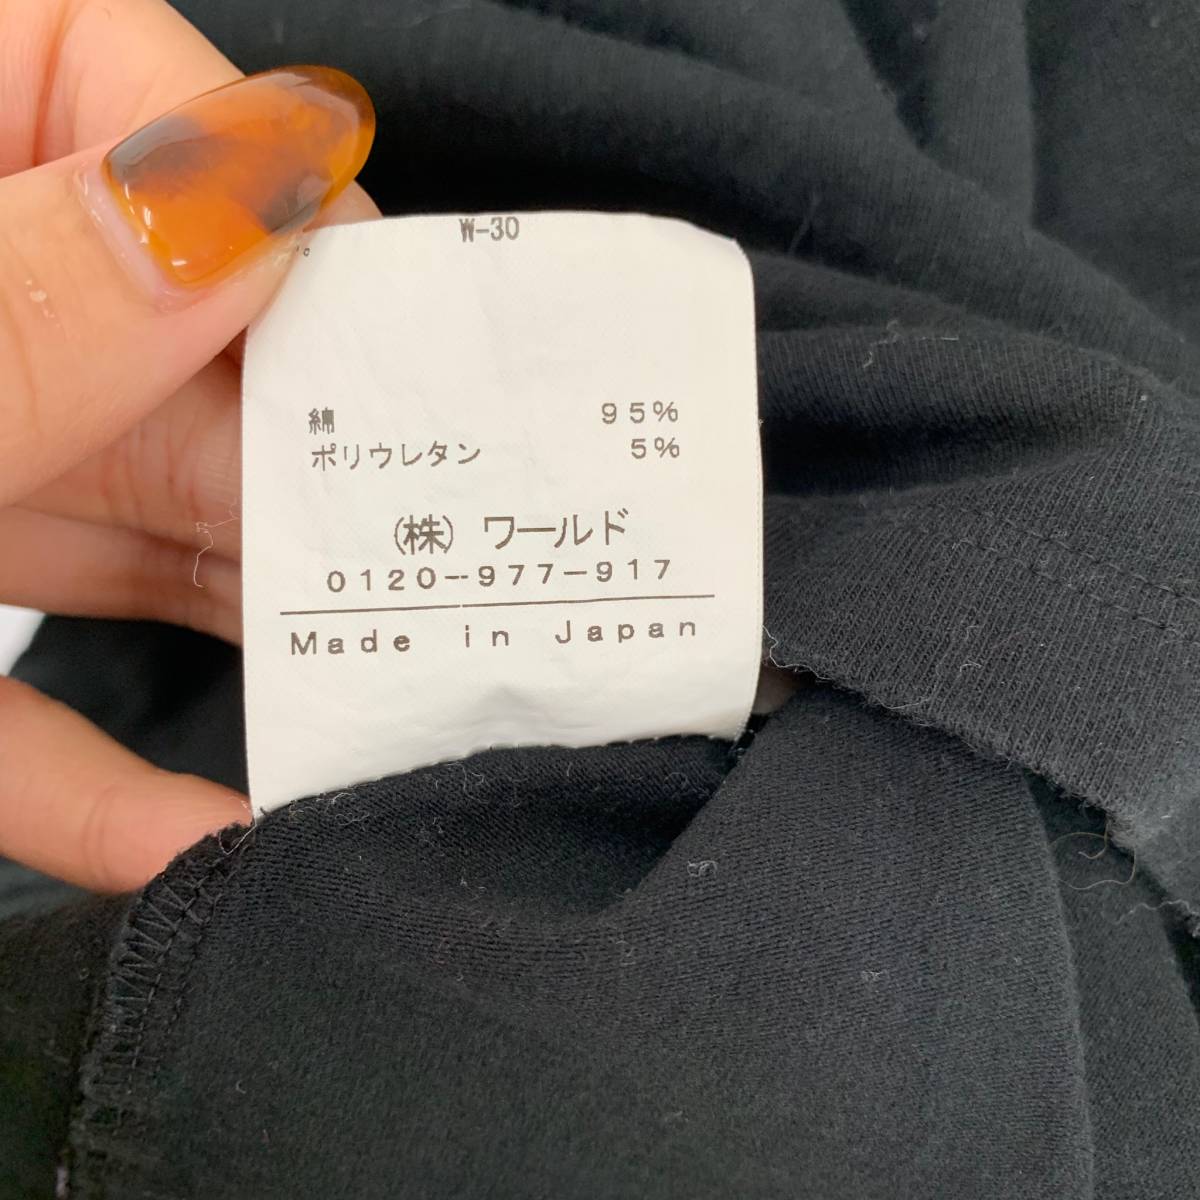 W-30
綿 95%
ポリウレタン 5%
(株) ワールド
0120-977-917
Made in Japan